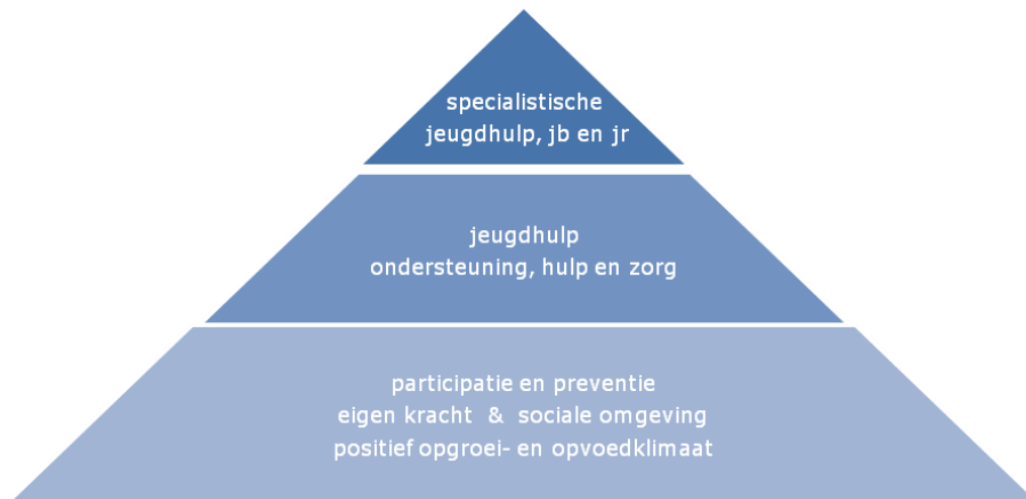 specialistische
jeugdhulp, jb en jr
jeugdhulp
ondersteuning, hulp en zorg
participatie en preventie
eigen kracht & sociale omgeving
positief opgroei- en opvoedklimaat